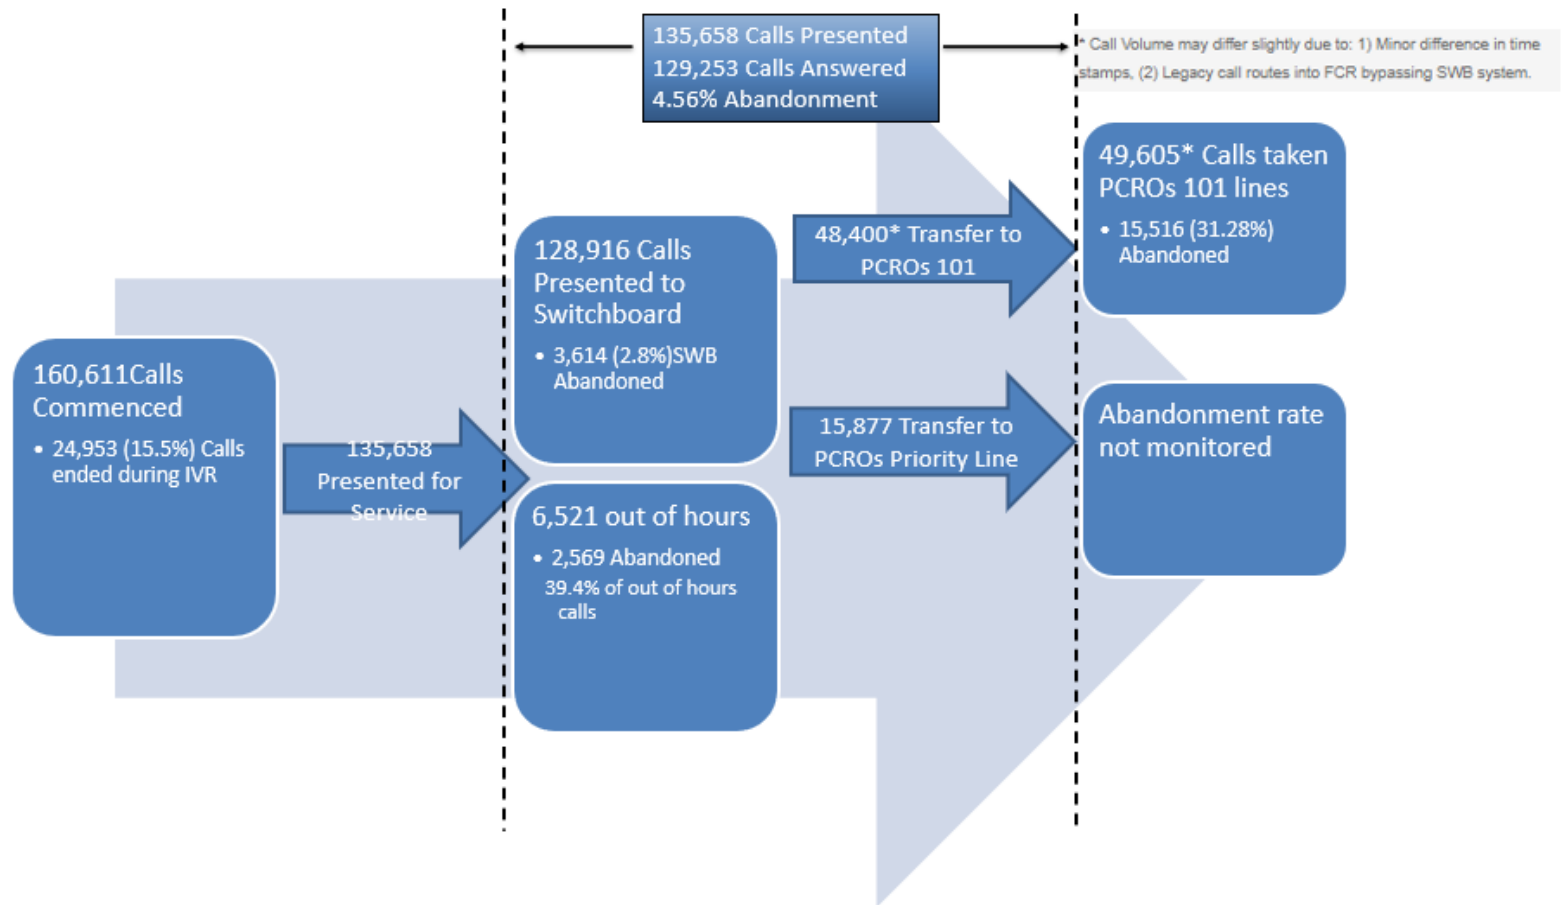 135,658 Calls Presented
129,253 Calls Answered
4.56% Abandonment
* Call Volume may differ slightly due to: 1) Minor difference in time
stamps, (2) Legacy call routes into FCR bypassing SWB system.
160,611Calls
Commenced
• 24,953 (15.5%) Calls
ended during IVR
135,658
Presented for
Service
128,916 Calls
Presented to
Switchboard
• 3,614 (2.8%)SWB
Abandoned
6,521 out of hours
• 2,569 Abandoned
39.4% of out of hours
calls
48,400* Transfer to
PCROs 101
15,877 Transfer to
PCROs Priority Line
49,605* Calls taken
PCROs 101 lines
• 15,516 (31.28%)
Abandoned
Abandonment rate
not monitored